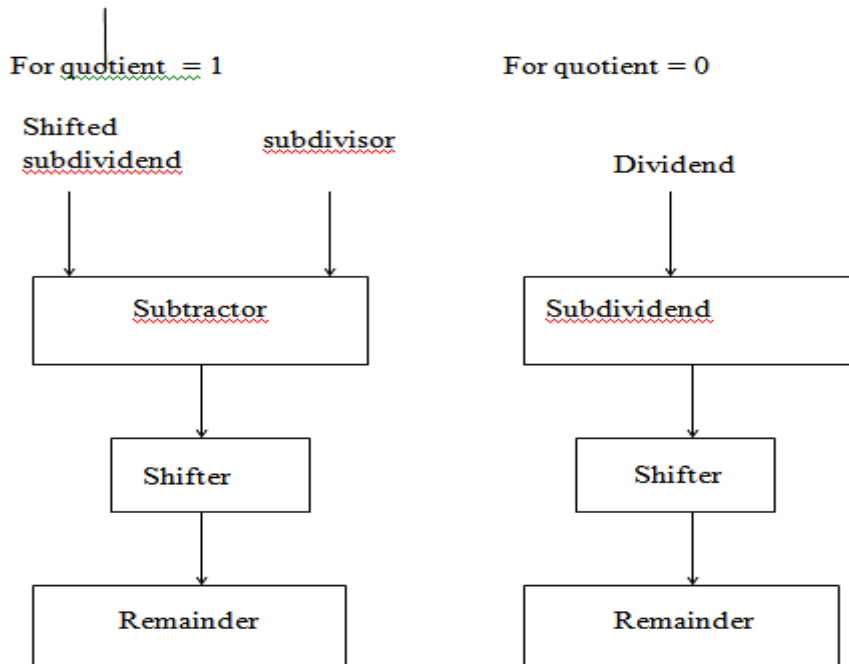 For quotient = 1
For quotient = 0
Shifted
subdividend
subdivisor
Dividend
Subtractor
Subdividend
Shifter
Shifter
Remainder
Remainder